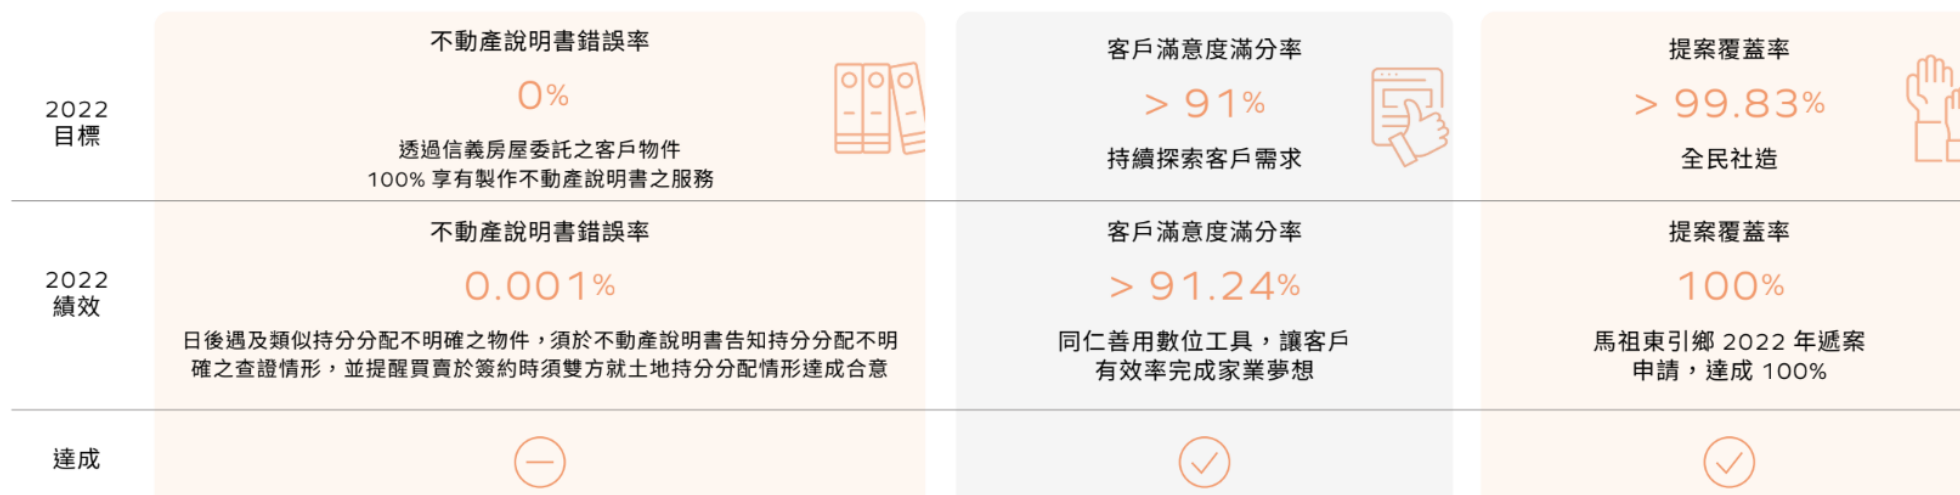 2022
目標
不動產說明書錯誤率
0%
透過信義房屋委託之客戶物件
100% 享有製作不動產說明書之服務
客戶滿意度滿分率
> 91%
持續探索客戶需求
提案覆蓋率
> 99.83%
全民社造
2022
績效
不動產說明書錯誤率
0.001%
日後遇及類似持分分配不明確之物件，須於不動產說明書告知持分分配不明
確之查證情形，並提醒買賣於簽約時須雙方就土地持分分配情形達成合意
客戶滿意度滿分率
> 91.24%
同仁善用數位工具，讓客戶
有效率完成家業夢想
提案覆蓋率
100%
馬祖東引鄉 2022 年遞案
申請，達成 100%
達成